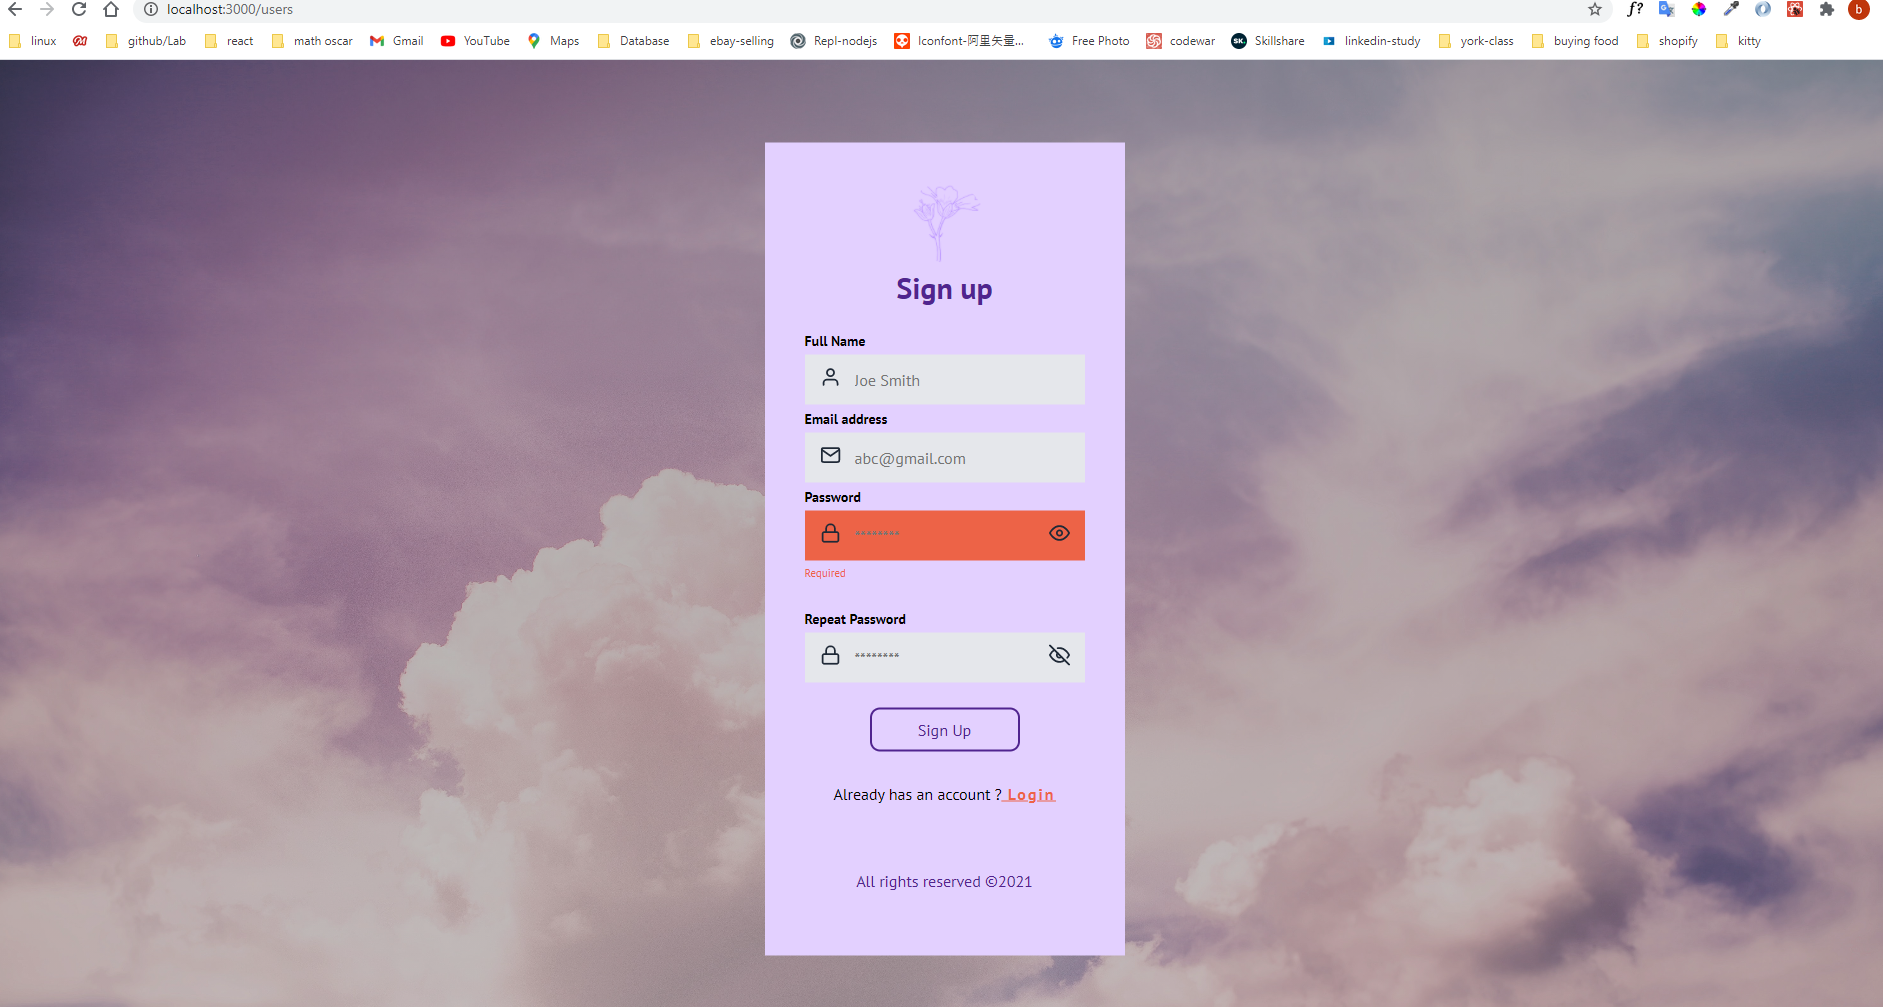 localhost:3000/users
f?
b
linux
github/Lab
react
math oscar
Gmail
YouTube
Maps
Database
ebay-selling
Repl-nodejs
Iconfont-阿里矢量...
Free Photo
codewar
SK.
Skillshare
linkedin-study
york-class
buying food
shopify
kitty
Sign up
Full Name
Joe Smith
Email address
abc@gmail.com
Password
********
Required
Repeat Password
********
Sign Up
Already has an account ? Login
All rights reserved ©2021